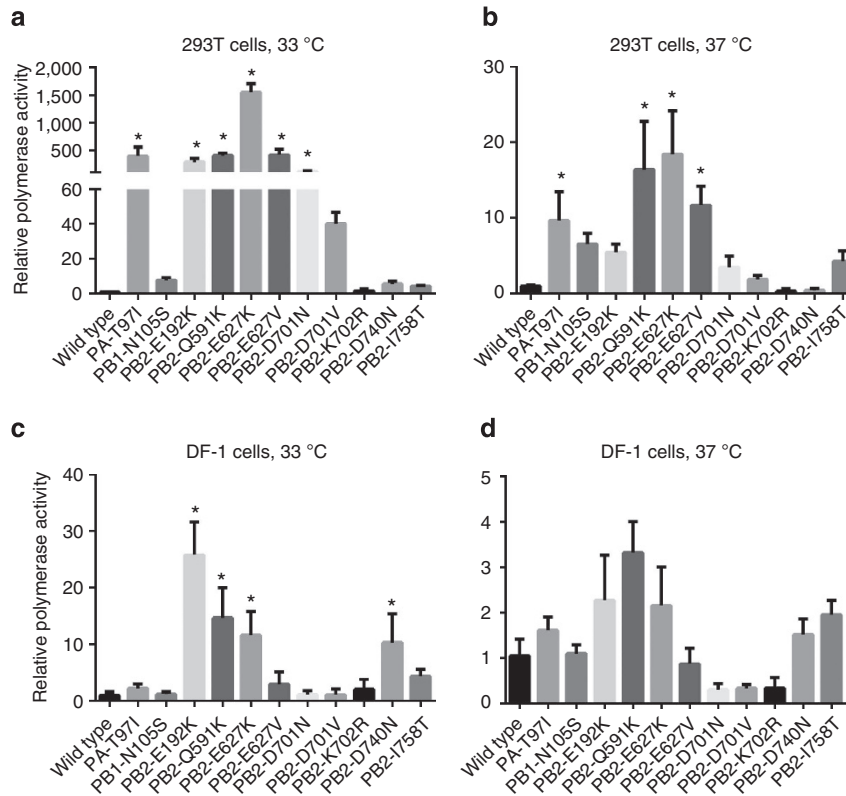 a
293T cells, 33 °C
Relative polymerase activity
2,000
1,500
1,000
500
60
40
20
0
* * * * * *
Wild type
PA-T97I
PB1-N105S
PB2-E192K
PB2-Q591K
PB2-E627K
PB2-E627V
PB2-D701N
PB2-D701V
PB2-K702R
PB2-D740N
PB2-I758T
b
293T cells, 37 °C
30
20
10
0
* * * *
Wild type
PA-T97I
PB1-N105S
PB2-E192K
PB2-Q591K
PB2-E627K
PB2-E627V
PB2-D701N
PB2-D701V
PB2-K702R
PB2-D740N
PB2-I758T
c
DF-1 cells, 33 °C
Relative polymerase activity
40
30
20
10
0
* * * *
Wild type
PA-T97I
PB1-N105S
PB2-E192K
PB2-Q591K
PB2-E627K
PB2-E627V
PB2-D701N
PB2-D701V
PB2-K702R
PB2-D740N
PB2-I758T
d
DF-1 cells, 37 °C
5
4
3
2
1
0
Wild type
PA-T97I
PB1-N105S
PB2-E192K
PB2-Q591K
PB2-E627K
PB2-E627V
PB2-D701N
PB2-D701V
PB2-K702R
PB2-D740N
PB2-I758T